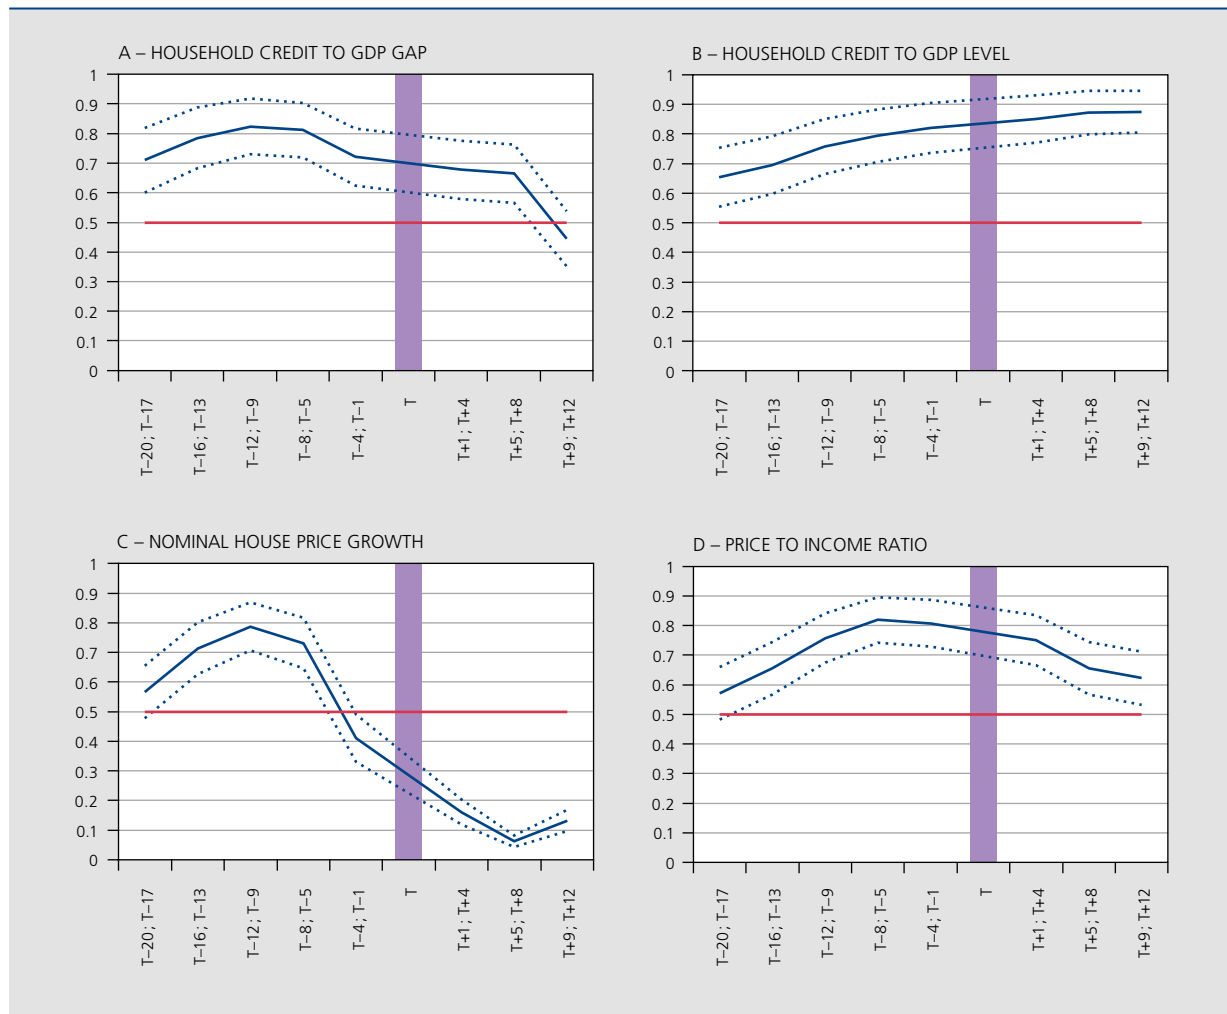 A – HOUSEHOLD CREDIT TO GDP GAP
1
0.9
0.8
0.7
0.6
0.5
0.4
0.3
0.2
0.1
0
T–20; T–17
T–16; T–13
T–12; T–9
T–8; T–5
T–4; T–1
T
T+1; T+4
T+5; T+8
T+9; T+12
B – HOUSEHOLD CREDIT TO GDP LEVEL
1
0.9
0.8
0.7
0.6
0.5
0.4
0.3
0.2
0.1
0
T–20; T–17
T–16; T–13
T–12; T–9
T–8; T–5
T–4; T–1
T
T+1; T+4
T+5; T+8
T+9; T+12
C – NOMINAL HOUSE PRICE GROWTH
1
0.9
0.8
0.7
0.6
0.5
0.4
0.3
0.2
0.1
0
T–20; T–17
T–16; T–13
T–12; T–9
T–8; T–5
T–4; T–1
T
T+1; T+4
T+5; T+8
T+9; T+12
D – PRICE TO INCOME RATIO
1
0.9
0.8
0.7
0.6
0.5
0.4
0.3
0.2
0.1
0
T–20; T–17
T–16; T–13
T–12; T–9
T–8; T–5
T–4; T–1
T
T+1; T+4
T+5; T+8
T+9; T+12